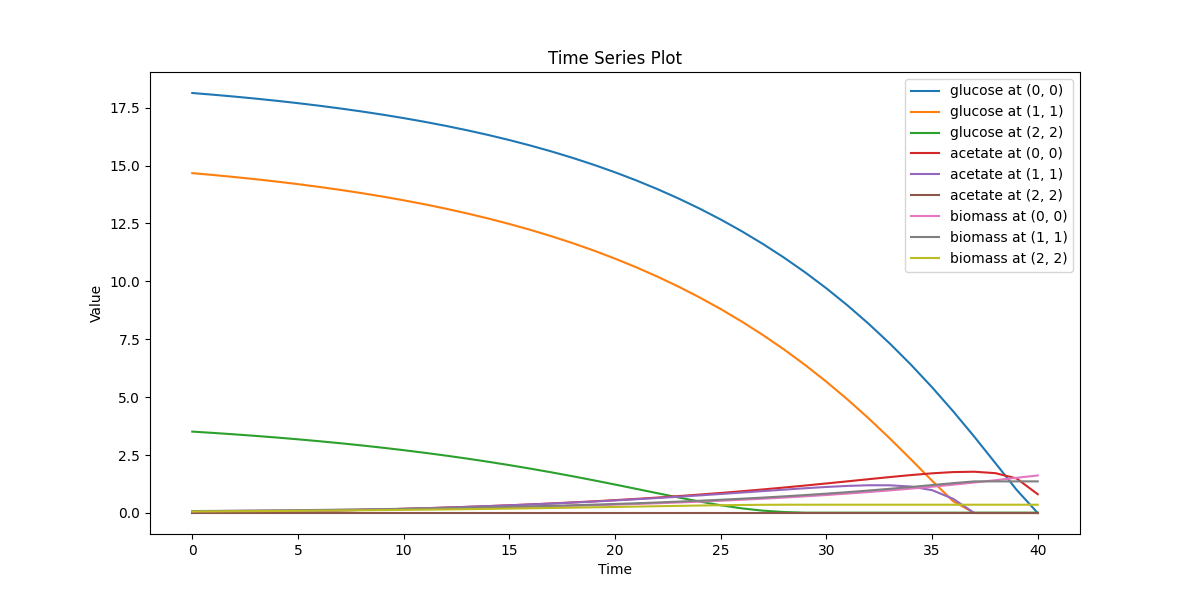 Time Series Plot
17.5
15.0
12.5
10.0
7.5
5.0
2.5
0.0
Value
0 5 10 15 20 25 30 35 40
Time
glucose at (0, 0)
glucose at (1, 1)
glucose at (2, 2)
acetate at (0, 0)
acetate at (1, 1)
acetate at (2, 2)
biomass at (0, 0)
biomass at (1, 1)
biomass at (2, 2)